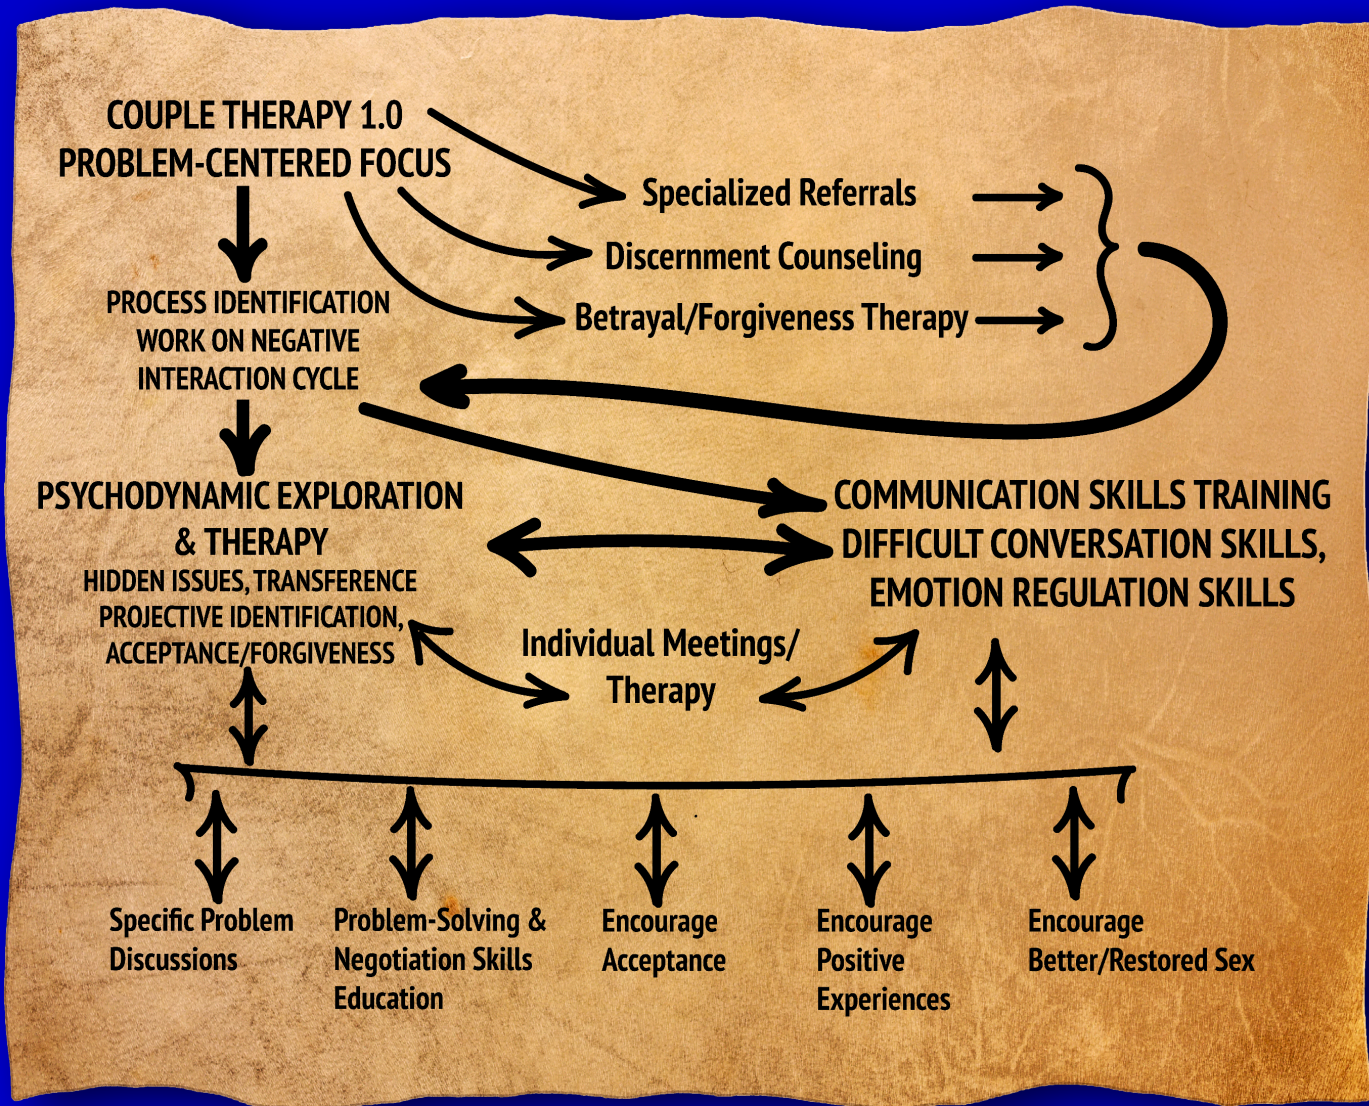 COUPLE THERAPY 1.0
PROBLEM-CENTERED FOCUS
Specialized Referrals
Discernment Counseling
Betrayal/Forgiveness Therapy
PROCESS IDENTIFICATION
WORK ON NEGATIVE
INTERACTION CYCLE
PSYCHODYNAMIC EXPLORATION
& THERAPY
HIDDEN ISSUES, TRANSFERENCE
PROJECTIVE IDENTIFICATION,
ACCEPTANCE/FORGIVENESS
COMMUNICATION SKILLS TRAINING
DIFFICULT CONVERSATION SKILLS,
EMOTION REGULATION SKILLS
Individual Meetings/
Therapy
Specific Problem
Discussions
Problem-Solving &
Negotiation Skills
Education
Encourage
Acceptance
Encourage
Positive
Experiences
Encourage
Better/Restored Sex